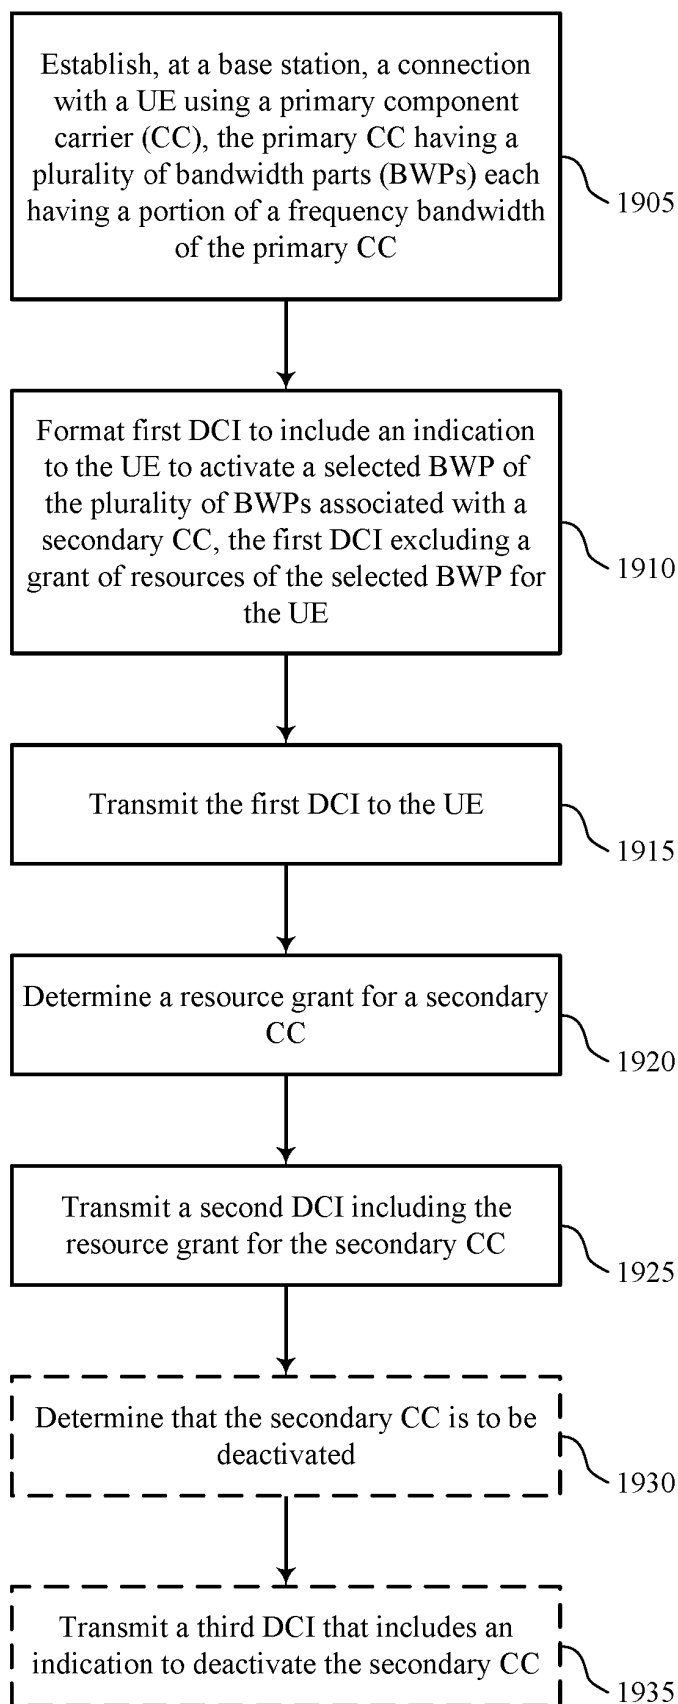 Establish, at a base station, a connection
with a UE using a primary component
carrier (CC), the primary CC having a
plurality of bandwidth parts (BWPs) each
having a portion of a frequency bandwidth
of the primary CC
1905
Format first DCI to include an indication
to the UE to activate a selected BWP of
the plurality of BWPs associated with a
secondary CC, the first DCI excluding a
grant of resources of the selected BWP for
the UE
1910
Transmit the first DCI to the UE
1915
Determine a resource grant for a secondary
CC
1920
Transmit a second DCI including the
resource grant for the secondary CC
1925
Determine that the secondary CC is to be
deactivated
1930
Transmit a third DCI that includes an
indication to deactivate the secondary CC
1935